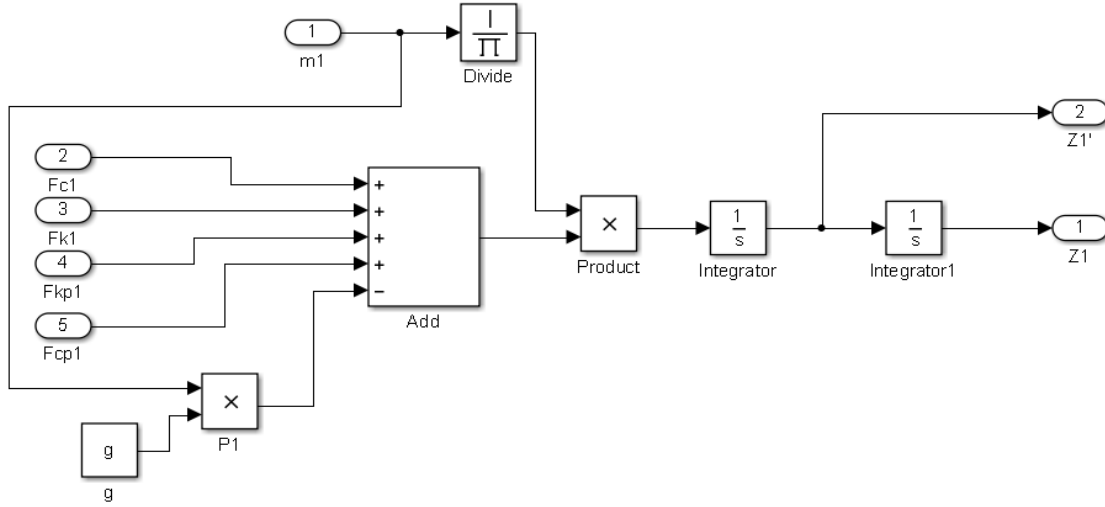 1
m1
1
∏
Divide
2
Fc1
3
Fk1
4
Fkp1
5
Fcp1
+
+
+
+
−
Add
×
P1
g
g
×
Product
1
s
Integrator
1
s
Integrator1
2
Z1'
1
Z1